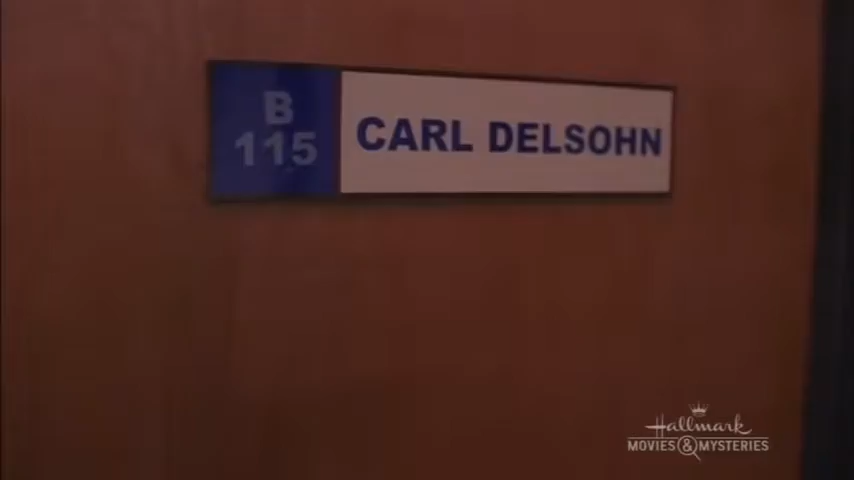 B
115
CARL DELSOHN
Hallmark
MOVIES & MYSTERIES